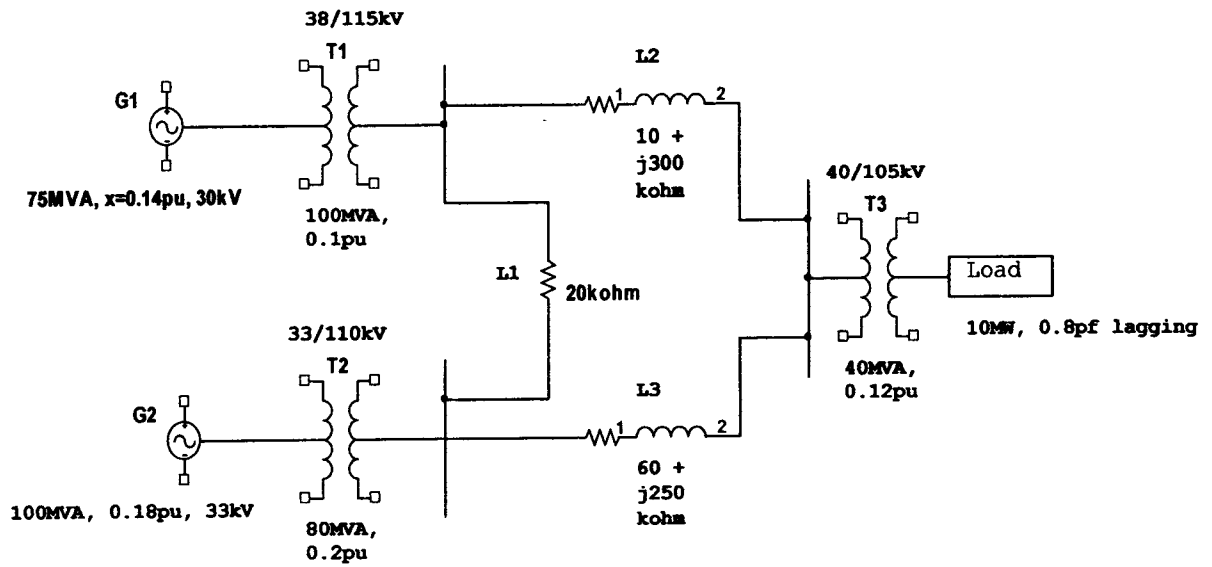 38/115kV
T1
G1
75MVA, x=0.14pu, 30kV
100MVA,
0.1pu
L2
1
2
10 +
j300
kohm
40/105kV
T3
Load
10MW, 0.8pf lagging
40MVA,
0.12pu
L1
20kohm
33/110kV
T2
G2
100MVA, 0.18pu, 33kV
80MVA,
0.2pu
L3
1
2
60 +
j250
kohm